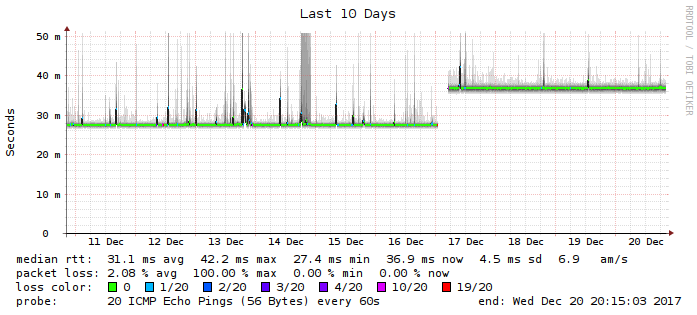 Last 10 Days
RRDTOOL / TOBI OETIKER
Seconds
50 m
40 m
30 m
20 m
10 m
0
11 Dec 12 Dec 13 Dec 14 Dec 15 Dec 16 Dec 17 Dec 18 Dec 19 Dec 20 Dec
median rtt: 31.1 ms avg 42.2 ms max 27.4 ms min 36.9 ms now 4.5 ms sd 6.9 am/s
packet loss: 2.08 % avg 100.00 % max 0.00 % min 0.00 % now
loss color: 0 1/20 2/20 3/20 4/20 10/20 19/20
probe: 20 ICMP Echo Pings (56 Bytes) every 60s end: Wed Dec 20 20:15:03 2017